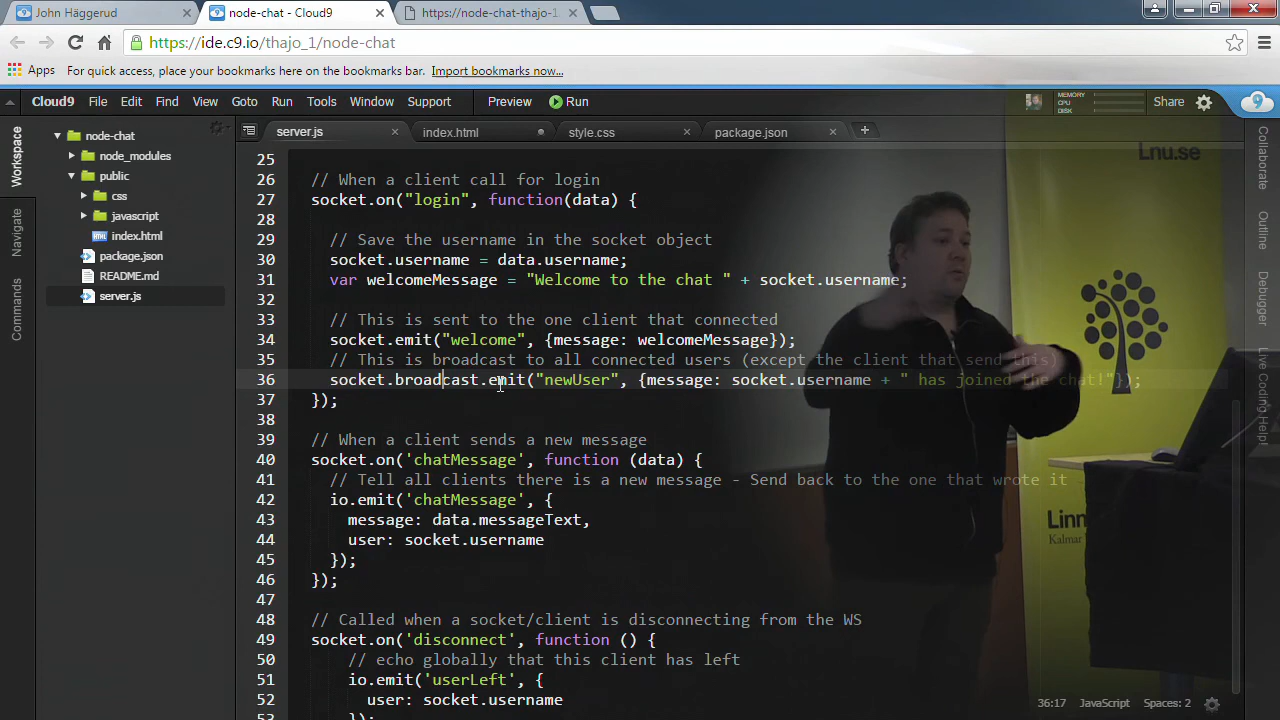 John Häggerud
node-chat - Cloud9
https://node-chat-thajo-1
https://ide.c9.io/thajo_1/node-chat
Apps
For quick access, place your bookmarks here on the bookmarks bar. Import bookmarks now...
Cloud9 File Edit Find View Goto Run Tools Window Support Preview Run
MEMORY
CPU
DISK
Share
Workspace
Navigate
Commands
node-chat
node_modules
public
css
javascript
index.html
package.json
README.md
server.js
server.js index.html style.css package.json
25
26 // When a client call for login
27 socket.on("login", function(data) {
28
29 // Save the username in the socket object
30 socket.username = data.username;
31 var welcomeMessage = "Welcome to the chat " + socket.username;
32
33 // This is sent to the one client that connected
34 socket.emit("welcome", {message: welcomeMessage});
35 // This is broadcast to all connected users (except the client that send this)
36 socket.broadcast.emit("newUser", {message: socket.username + " has joined the chat!"});
37 });
38
39 // When a client sends a new message
40 socket.on('chatMessage', function (data) {
41 // Tell all clients there is a new message - Send back to the one that wrote it
42 io.emit('chatMessage', {
43 message: data.messageText,
44 user: socket.username
45 });
46 });
47
48 // Called when a socket/client is disconnecting from the WS
49 socket.on('disconnect', function () {
50 // echo globally that this client has left
51 io.emit('userLeft', {
52 user: socket.username
53 });
36:17 JavaScript Spaces: 2
Collaborate
Outline
Debugger
Live Coding Help!
Lnu.se
Linn
Kalmar